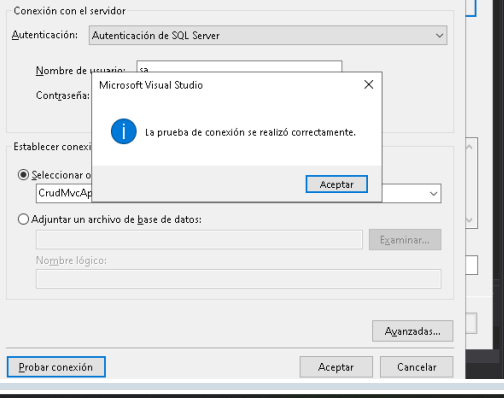 Conexión con el servidor
Autenticación: Autenticación de SQL Server
Nombre de usuario: sa
Microsoft Visual Studio
Contraseña:
La prueba de conexión se realizó correctamente.
Establecer conexi
Aceptar
Seleccionar o
CrudMvcAp
Adjuntar un archivo de base de datos:
Examinar...
Nombre lógico:
Avanzadas...
Probar conexión Aceptar Cancelar